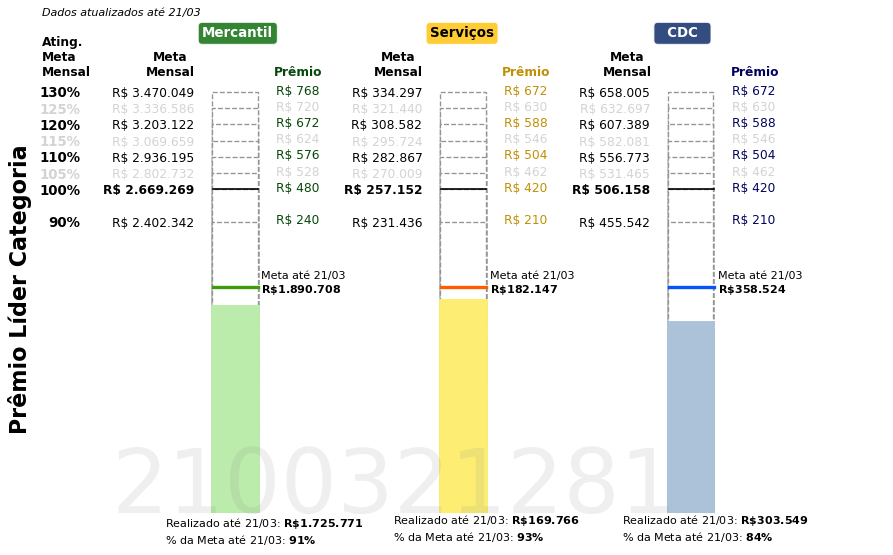 Dados atualizados até 21/03
Mercantil Serviços CDC
Ating.
Meta Meta Meta Meta
Mensal Mensal Prêmio Mensal Prêmio Mensal Prêmio
130% R$ 3.470.049 R$ 768 R$ 334.297 R$ 672 R$ 658.005 R$ 672
125% R$ 3.336.586 R$ 720 R$ 321.440 R$ 630 R$ 632.697 R$ 630
120% R$ 3.203.122 R$ 672 R$ 308.582 R$ 588 R$ 607.389 R$ 588
115% R$ 3.069.659 R$ 624 R$ 295.724 R$ 546 R$ 582.081 R$ 546
110% R$ 2.936.195 R$ 576 R$ 282.867 R$ 504 R$ 556.773 R$ 504
105% R$ 2.802.732 R$ 528 R$ 270.009 R$ 462 R$ 531.465 R$ 462
100% R$ 2.669.269 R$ 480 R$ 257.152 R$ 420 R$ 506.158 R$ 420
90% R$ 2.402.342 R$ 240 R$ 231.436 R$ 210 R$ 455.542 R$ 210
Meta até 21/03 Meta até 21/03 Meta até 21/03
R$1.890.708 R$182.147 R$358.524
Prêmio Líder Categoria
2100321281
Realizado até 21/03: R$1.725.771 Realizado até 21/03: R$169.766 Realizado até 21/03: R$303.549
% da Meta até 21/03: 91% % da Meta até 21/03: 93% % da Meta até 21/03: 84%